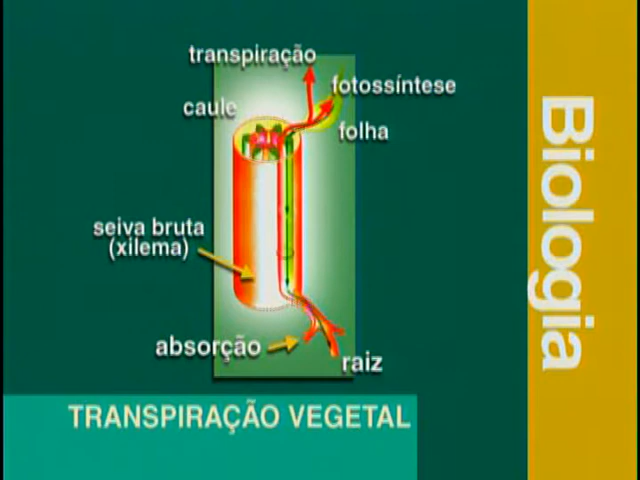 transpiração
fotossíntese
caule
folha
seiva bruta
(xilema)
absorção
raiz
TRANSPIRAÇÃO VEGETAL
Biologia